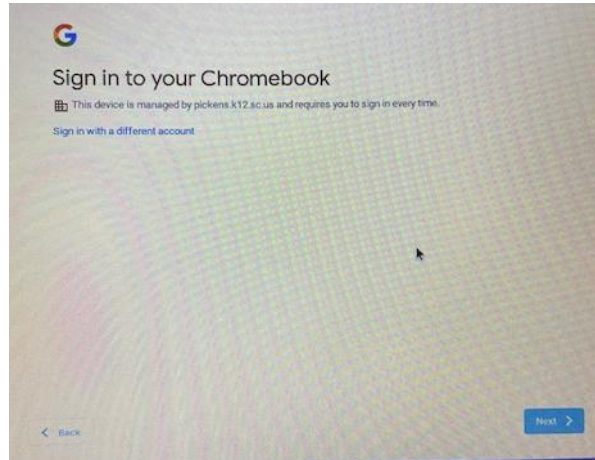 Sign in to your Chromebook
This device is managed by pickens.k12.sc.us and requires you to sign in every time.
Sign in with a different account
Back
Next